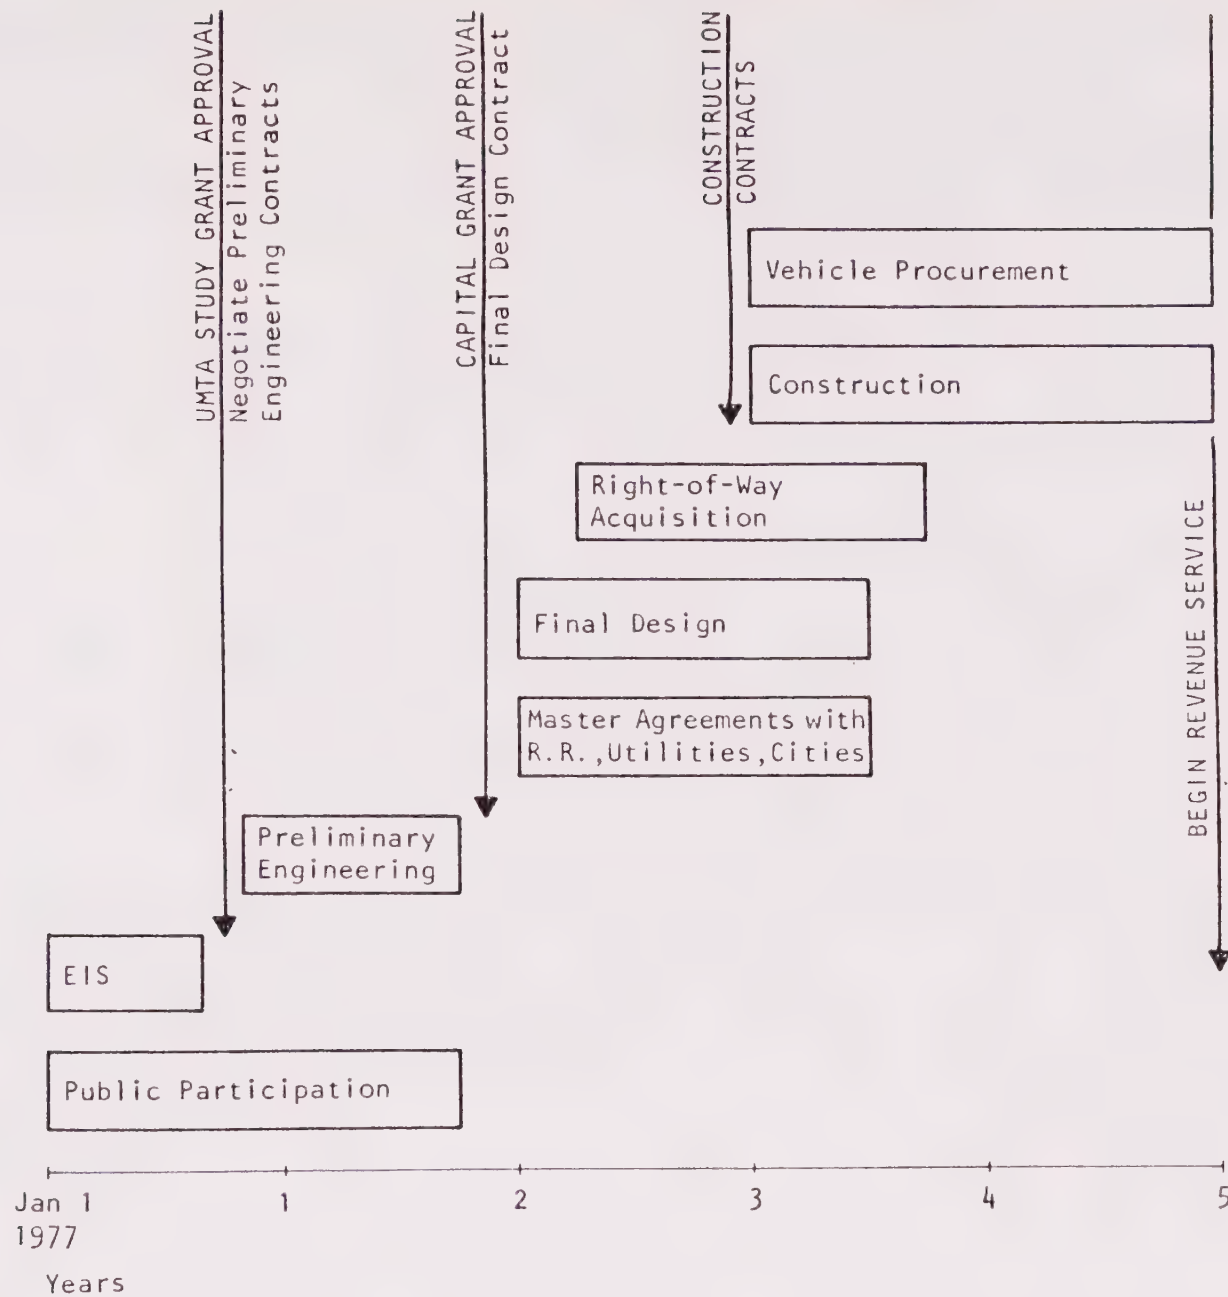 UMTA STUDY GRANT APPROVAL
Negotiate Preliminary
Engineering Contracts
CAPITAL GRANT APPROVAL
Final Design Contract
CONSTRUCTION
CONTRACTS
Vehicle Procurement
Construction
Right-of-Way
Acquisition
Final Design
BEGIN REVENUE SERVICE
Master Agreements with
R.R.,Utilities,Cities
Preliminary
Engineering
EIS
Public Participation
Jan 1 1 2 3 4 5
1977
Years